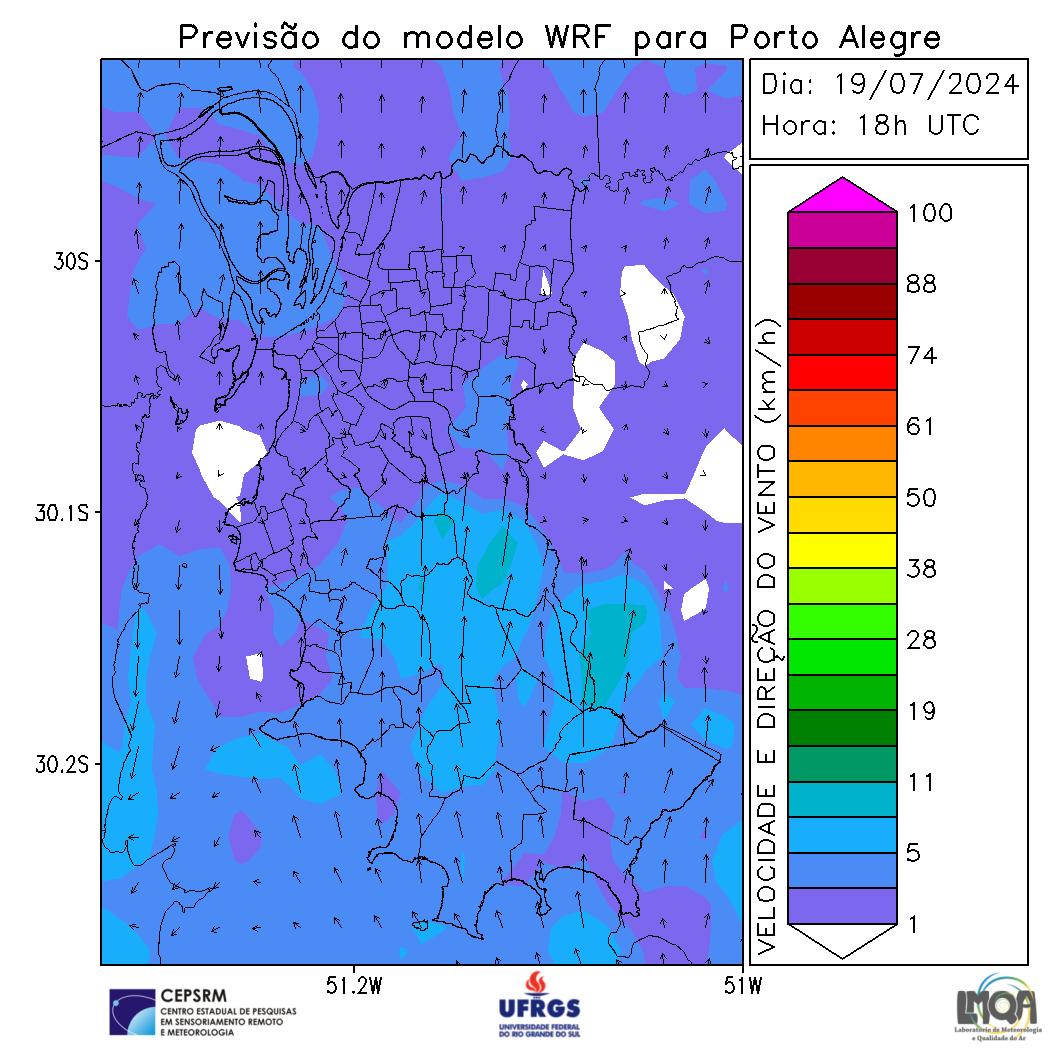 Previsão do modelo WRF para Porto Alegre
Dia: 19/07/2024
Hora: 18h UTC
30S
30.1S
30.2S
51.2W
51W
VELOCIDADE E DIREÇÃO DO VENTO (km/h)
100
88
74
61
50
38
28
19
11
5
1
CEPSRM
CENTRO ESTADUAL DE PESQUISAS
EM SENSORIAMENTO REMOTO
E METEOROLOGIA
UFRGS
UNIVERSIDADE FEDERAL
DO RIO GRANDE DO SUL
LMQA
Laboratório de Meteorologia
e Qualidade do Ar